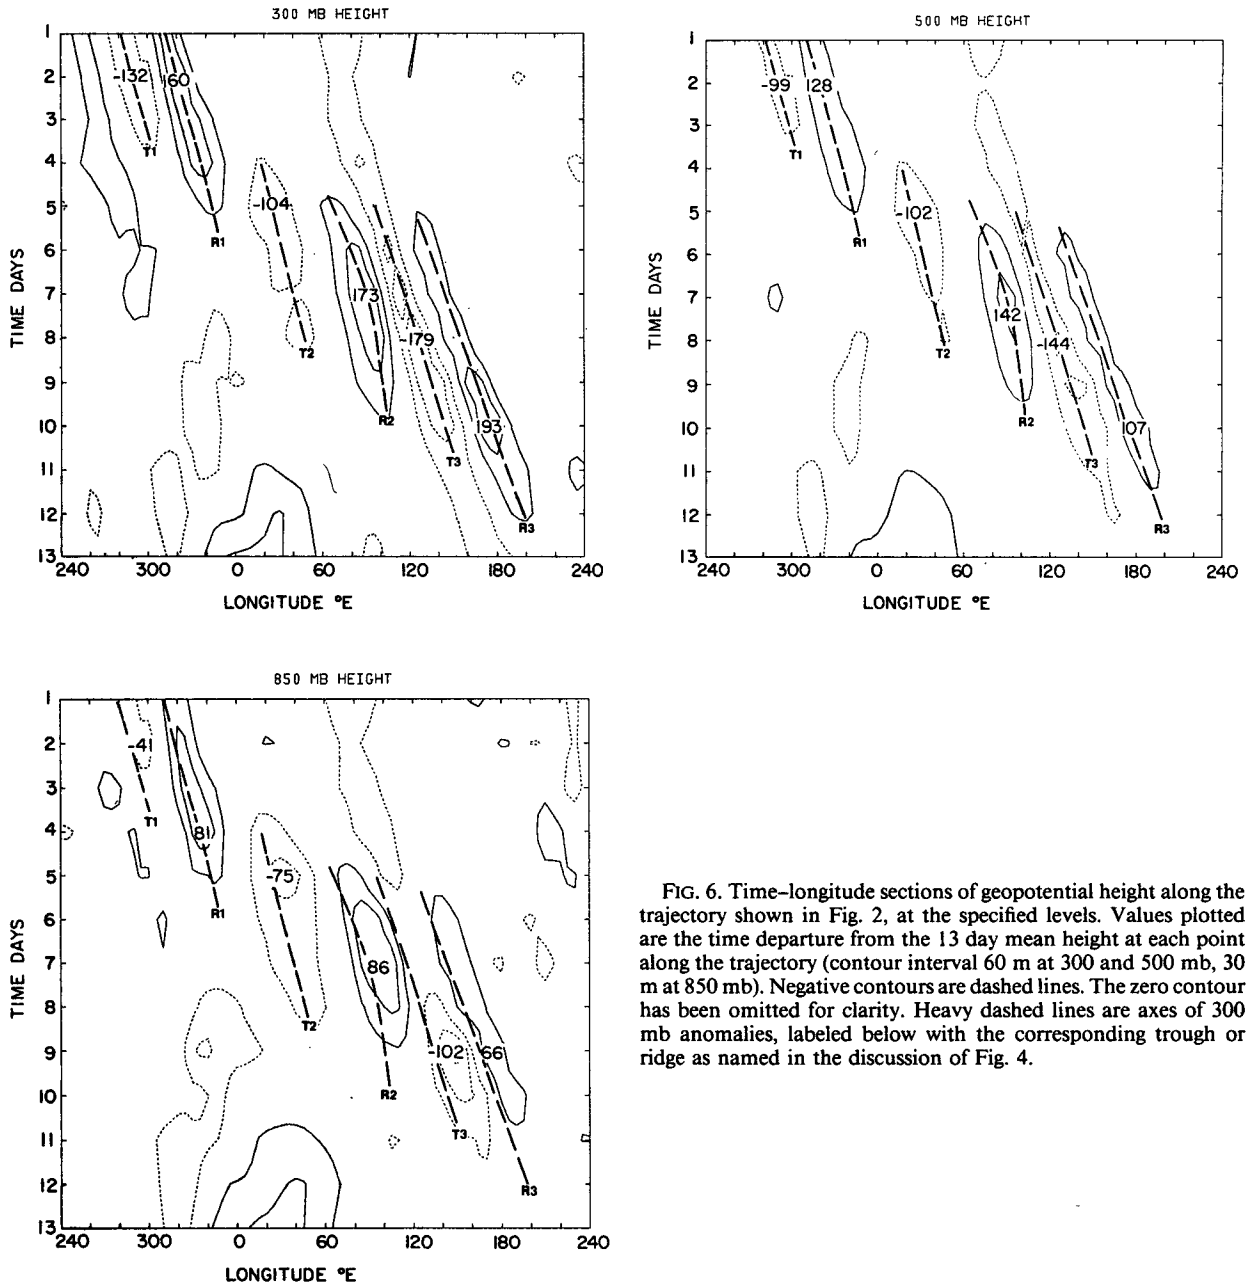 300 MB HEIGHT
1
2
3
4
5
6
7
8
9
10
11
12
13
TIME DAYS
-132
160
T1
R1
-104
T2
173
R2
-179
T3
193
R3
240 300 0 60 120 180 240
LONGITUDE °E
500 MB HEIGHT
1
2
3
4
5
6
7
8
9
10
11
12
13
TIME DAYS
-99
128
T1
R1
-102
T2
142
R2
-144
T3
107
R3
240 300 0 60 120 180 240
LONGITUDE °E
850 MB HEIGHT
1
2
3
4
5
6
7
8
9
10
11
12
13
TIME DAYS
-41
T1
81
R1
-75
T2
86
R2
-102
T3
66
R3
240 300 0 60 120 180 240
LONGITUDE °E
FIG. 6. Time–longitude sections of geopotential height along the
trajectory shown in Fig. 2, at the specified levels. Values plotted
are the time departure from the 13 day mean height at each point
along the trajectory (contour interval 60 m at 300 and 500 mb, 30
m at 850 mb). Negative contours are dashed lines. The zero contour
has been omitted for clarity. Heavy dashed lines are axes of 300
mb anomalies, labeled below with the corresponding trough or
ridge as named in the discussion of Fig. 4.